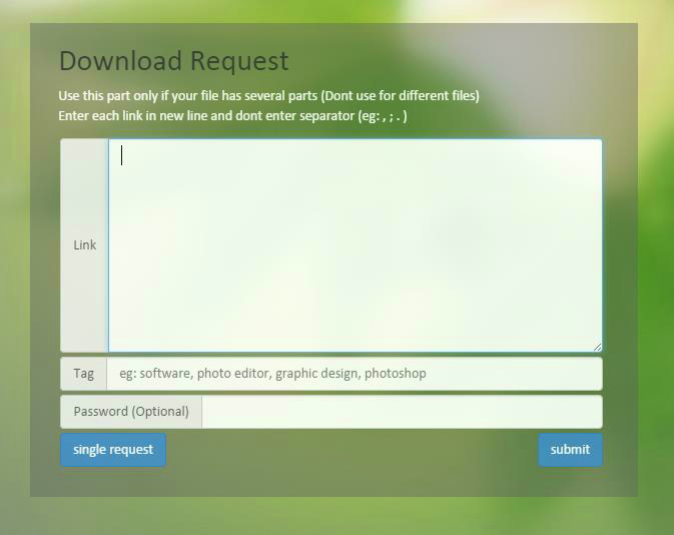 Download Request
Use this part only if your file has several parts (Dont use for different files)
Enter each link in new line and dont enter separator (eg: , ; . )
Link
Tag eg: software, photo editor, graphic design, photoshop
Password (Optional)
single request submit